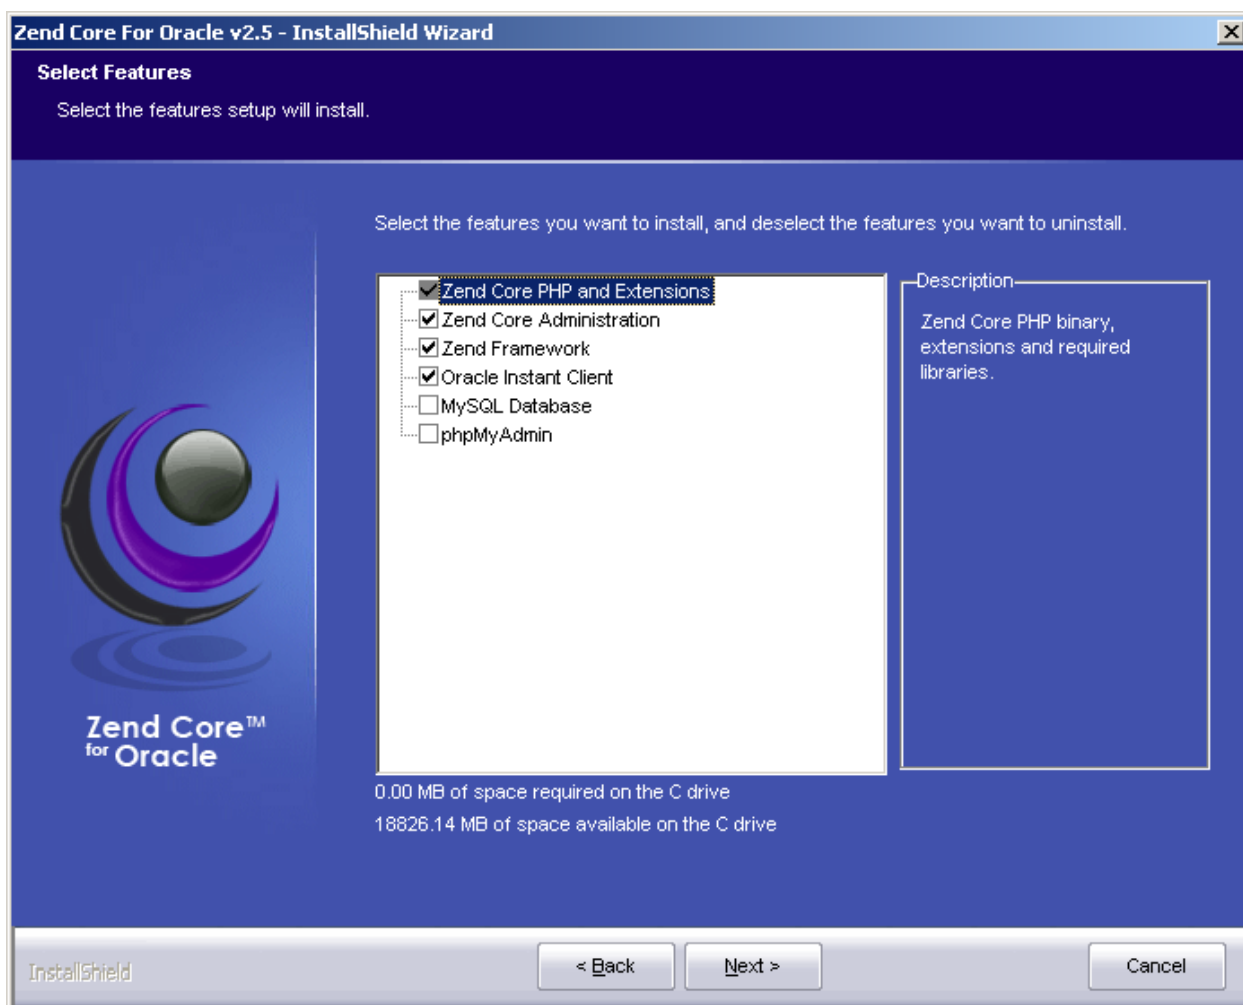 Zend Core For Oracle v2.5 - InstallShield Wizard
Select Features
Select the features setup will install.
Select the features you want to install, and deselect the features you want to uninstall.
Zend Core PHP and Extensions
Zend Core Administration
Zend Framework
Oracle Instant Client
MySQL Database
phpMyAdmin
Description
Zend Core PHP binary,
extensions and required
libraries.
Zend Core™
for Oracle
0.00 MB of space required on the C drive
18826.14 MB of space available on the C drive
InstallShield
< Back
Next >
Cancel